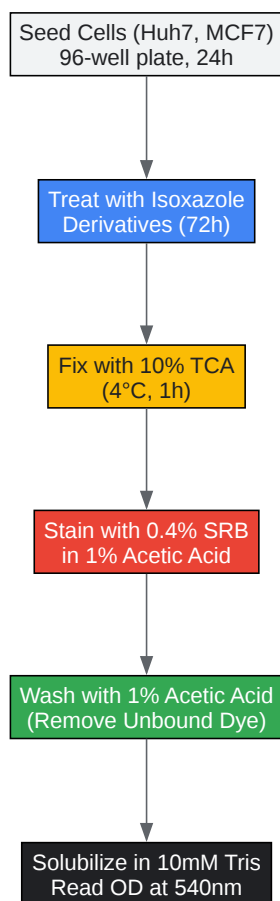 Seed Cells (Huh7, MCF7)
96-well plate, 24h
Treat with Isoxazole
Derivatives (72h)
Fix with 10% TCA
(4°C, 1h)
Stain with 0.4% SRB
in 1% Acetic Acid
Wash with 1% Acetic Acid
(Remove Unbound Dye)
Solubilize in 10mM Tris
Read OD at 540nm